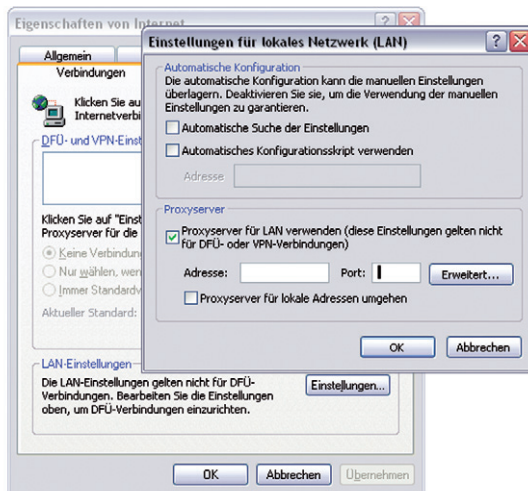 Eigenschaften von Internet
Allgemein
Verbindungen
Klicken Sie au
Internetverbi
DFÜ- und VPN-Einst
Klicken Sie auf "Einst
Proxyserver für die
Keine Verbindun
Nur wählen, wen
Immer Standardv
Aktueller Standard:
LAN-Einstellungen
Die LAN-Einstellungen gelten nicht für DFÜ-
Verbindungen. Bearbeiten Sie die Einstellungen
oben, um DFÜ-Verbindungen einzurichten.
Einstellungen...
OK Abbrechen Übernehmen
Einstellungen für lokales Netzwerk (LAN)
Automatische Konfiguration
Die automatische Konfiguration kann die manuellen Einstellungen
überlagern. Deaktivieren Sie sie, um die Verwendung der manuellen
Einstellungen zu garantieren.
Automatische Suche der Einstellungen
Automatisches Konfigurationsskript verwenden
Adresse
Proxyserver
Proxyserver für LAN verwenden (diese Einstellungen gelten nicht
für DFÜ- oder VPN-Verbindungen)
Adresse: Port: Erweitert...
Proxyserver für lokale Adressen umgehen
OK Abbrechen